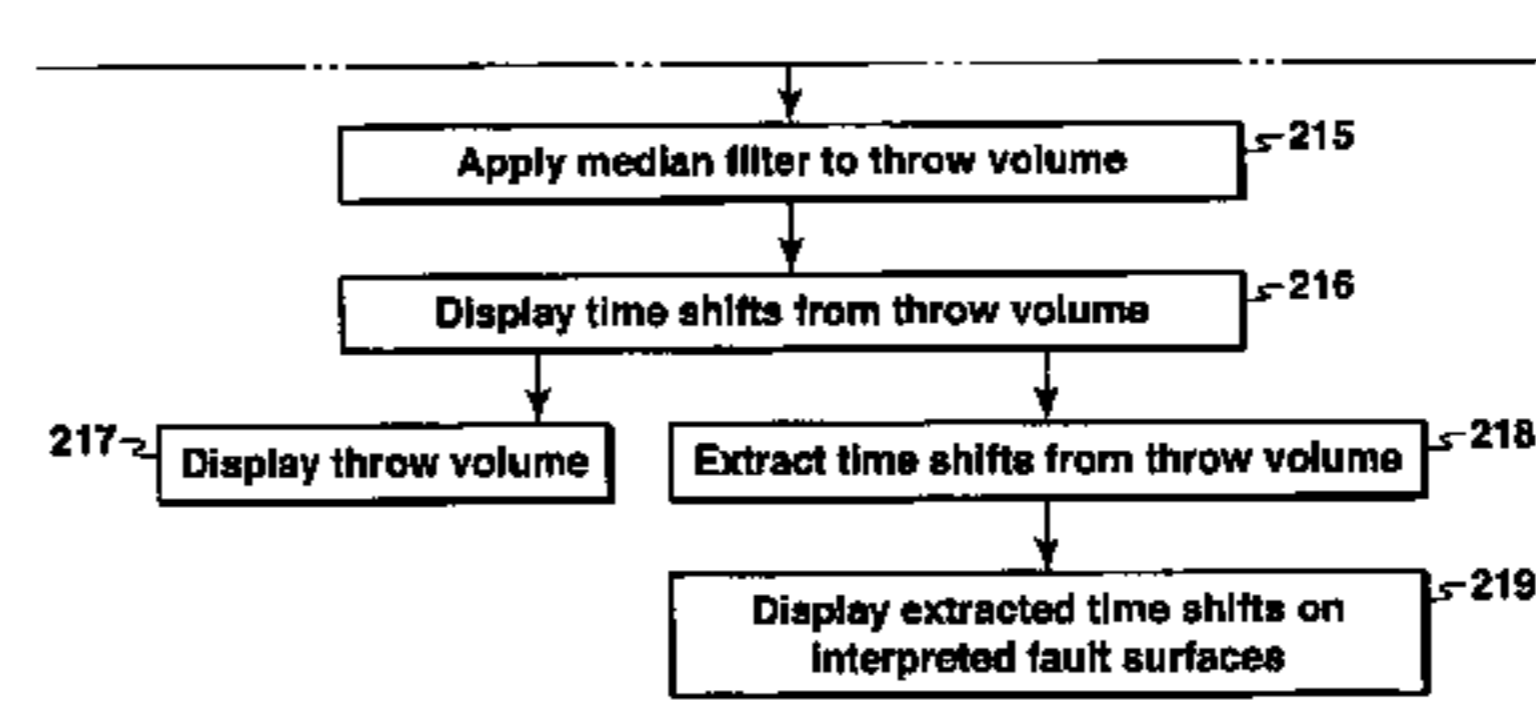 Apply median filter to throw volume
215
Display time shifts from throw volume
216
217
Display throw volume
Extract time shifts from throw volume
218
Display extracted time shifts on
interpreted fault surfaces
219